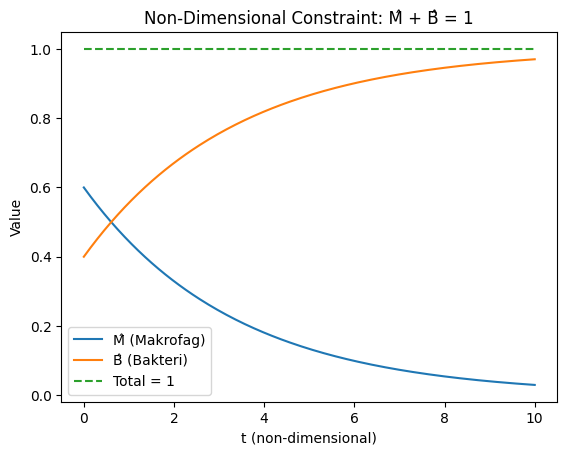 Non-Dimensional Constraint: M̂ + B̂ = 1
Value
1.0
0.8
0.6
0.4
0.2
0.0
M̂ (Makrofag)
B̂ (Bakteri)
Total = 1
0 2 4 6 8 10
t (non-dimensional)